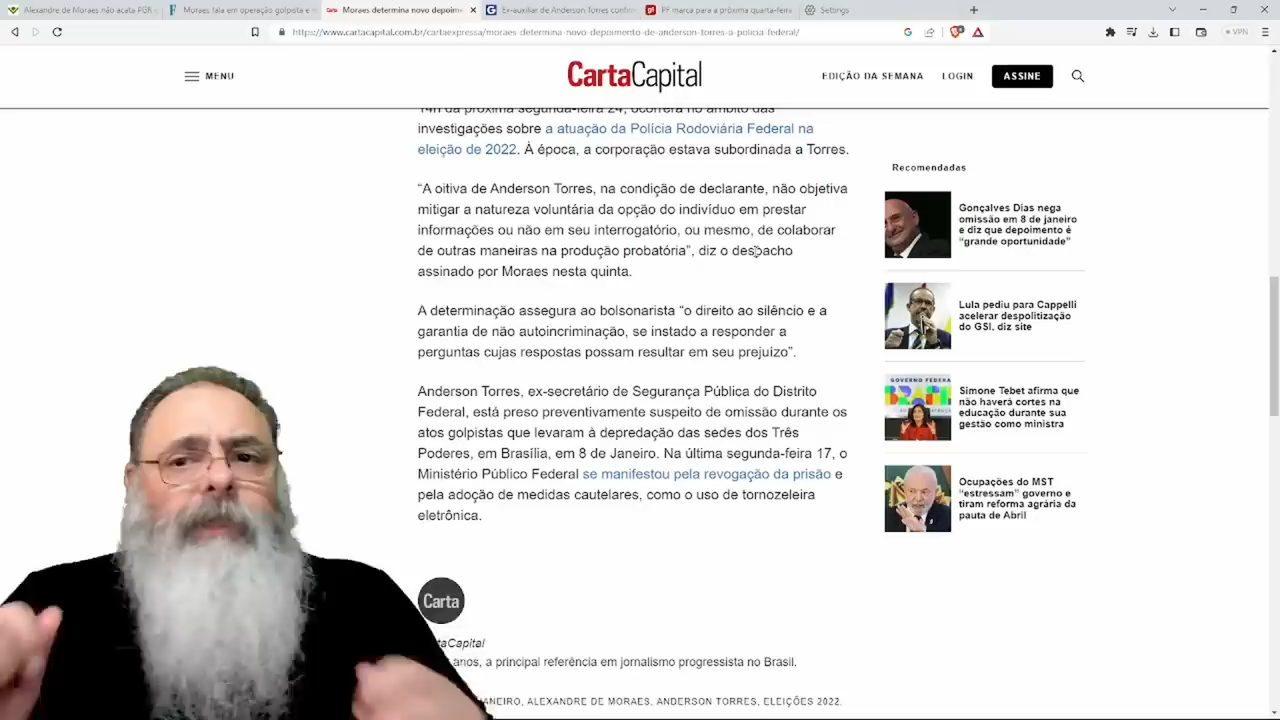 Alexandre de Moraes não acata PGR
Moraes fala em operação golpista e
Moraes determina novo depoim
Ex-auxiliar de Anderson Torres confir
PF marca para a próxima quarta-feira
Settings
https://www.cartacapital.com.br/cartaexpressa/moraes-determina-novo-depoimento-de-anderson-torres-a-policia-federal/
VPN
MENU
CartaCapital
EDIÇÃO DA SEMANA
LOGIN
ASSINE
14h da próxima segunda-feira 24, ocorrerá no âmbito das
investigações sobre a atuação da Polícia Rodoviária Federal na
eleição de 2022. À época, a corporação estava subordinada a Torres.
“A oitiva de Anderson Torres, na condição de declarante, não objetiva
mitigar a natureza voluntária da opção do indivíduo em prestar
informações ou não em seu interrogatório, ou mesmo, de colaborar
de outras maneiras na produção probatória”, diz o despacho
assinado por Moraes nesta quinta.
A determinação assegura ao bolsonarista “o direito ao silêncio e a
garantia de não autoincriminação, se instado a responder a
perguntas cujas respostas possam resultar em seu prejuízo”.
Anderson Torres, ex-secretário de Segurança Pública do Distrito
Federal, está preso preventivamente suspeito de omissão durante os
atos golpistas que levaram à depredação das sedes dos Três
Poderes, em Brasília, em 8 de Janeiro. Na última segunda-feira 17, o
Ministério Público Federal se manifestou pela revogação da prisão e
pela adoção de medidas cautelares, como o uso de tornozeleira
eletrônica.
Carta
taCapital
anos, a principal referência em jornalismo progressista no Brasil.
NEIRO, ALEXANDRE DE MORAES, ANDERSON TORRES, ELEIÇÕES 2022.
Recomendadas
Gonçalves Dias nega
omissão em 8 de janeiro
e diz que depoimento é
“grande oportunidade”
Lula pediu para Cappelli
acelerar despolitização
do GSI, diz site
GOVERNO FEDERA
BRASIL
Simone Tebet afirma que
não haverá cortes na
educação durante sua
gestão como ministra
Ocupações do MST
“estressam” governo e
tiram reforma agrária da
pauta de Abril